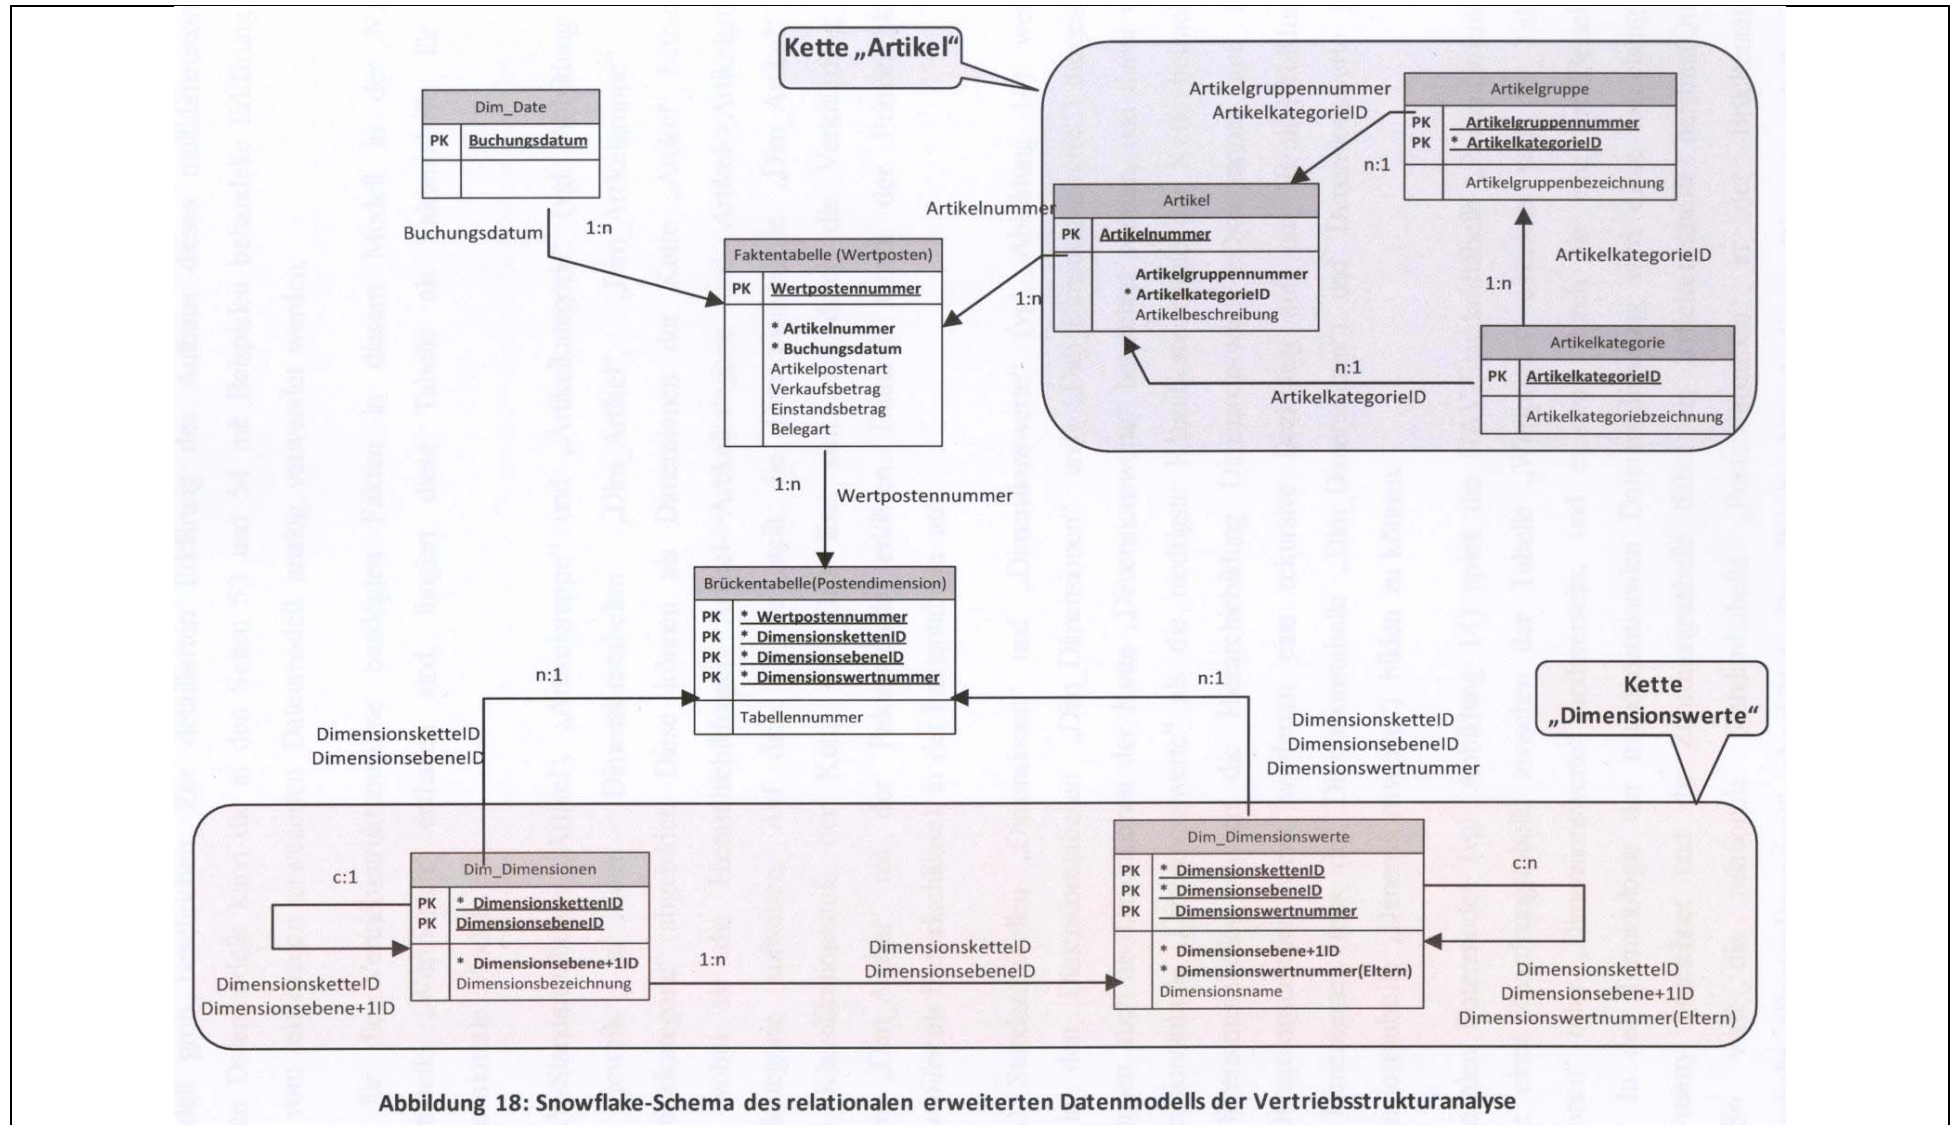 Kette „Artikel“
Dim_Date
PK Buchungsdatum
Buchungsdatum
1:n
Artikelgruppennummer
ArtikelkategorieID
n:1
Artikelgruppe
PK Artikelgruppennummer
PK * ArtikelkategorieID
Artikelgruppenbezeichnung
Artikelnummer
1:n
Artikel
PK Artikelnummer
Artikelgruppennummer
* ArtikelkategorieID
Artikelbeschreibung
ArtikelkategorieID
1:n
Artikelkategorie
PK ArtikelkategorieID
Artikelkategoriebzeichnung
n:1
ArtikelkategorieID
Faktentabelle (Wertposten)
PK Wertpostennummer
* Artikelnummer
* Buchungsdatum
Artikelpostenart
Verkaufsbetrag
Einstandsbetrag
Belegart
1:n
Wertpostennummer
Brückentabelle(Postendimension)
PK * Wertpostennummer
PK * DimensionskettenID
PK * DimensionsebeneID
PK * Dimensionswertnummer
Tabellennummer
n:1
DimensionsketteID
DimensionsebeneID
n:1
DimensionsketteID
DimensionsebeneID
Dimensionswertnummer
Kette
„Dimensionswerte“
c:1
DimensionsketteID
Dimensionsebene+1ID
Dim_Dimensionen
PK * DimensionskettenID
PK DimensionsebeneID
* Dimensionsebene+1ID
Dimensionsbezeichnung
1:n
DimensionsketteID
DimensionsebeneID
Dim_Dimensionswerte
PK * DimensionskettenID
PK * DimensionsebeneID
PK Dimensionswertnummer
* Dimensionsebene+1ID
* Dimensionswertnummer(Eltern)
Dimensionsname
c:n
DimensionsketteID
Dimensionsebene+1ID
Dimensionswertnummer(Eltern)
Abbildung 18: Snowflake-Schema des relationalen erweiterten Datenmodells der Vertriebsstrukturanalyse